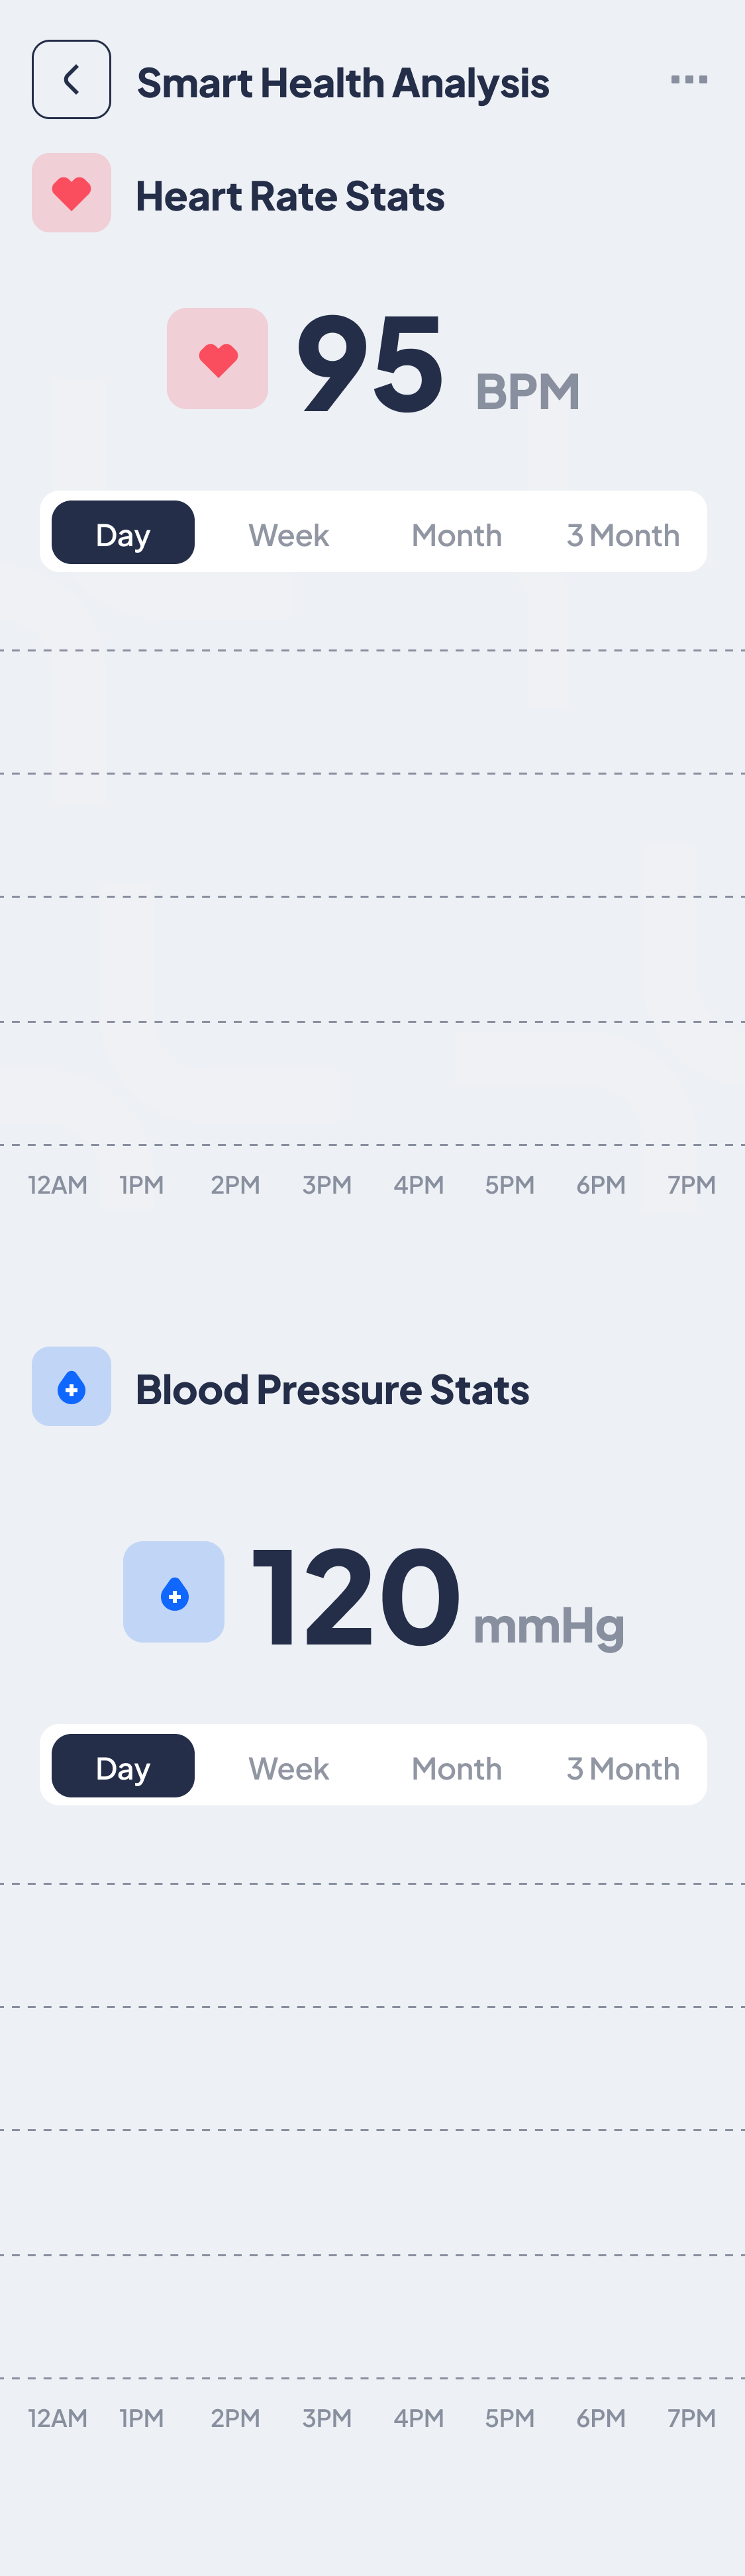 Smart Health Analysis
Heart Rate Stats
95 BPM
Day Week Month 3 Month
12AM 1PM 2PM 3PM 4PM 5PM 6PM 7PM
Blood Pressure Stats
120 mmHg
Day Week Month 3 Month
12AM 1PM 2PM 3PM 4PM 5PM 6PM 7PM